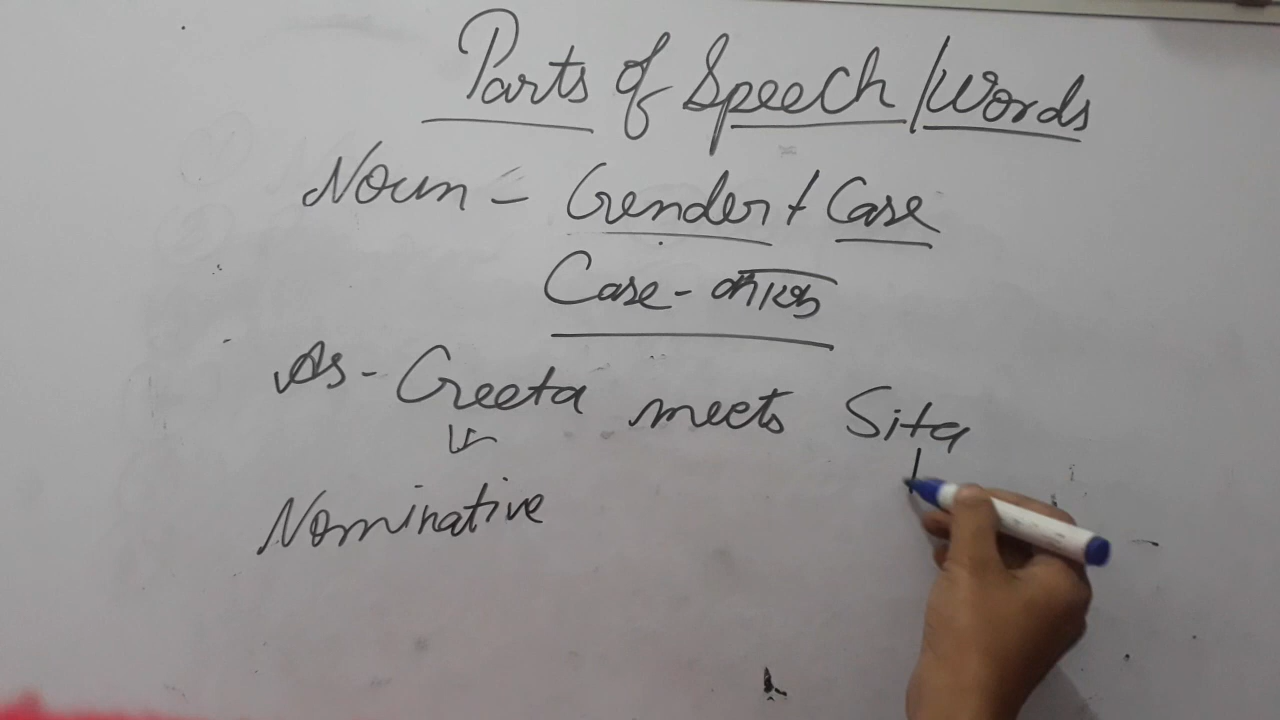 Parts of Speech/Words
Noun - Gender + Case
Case - कारक
As - Geeta meets Sita
Nominative